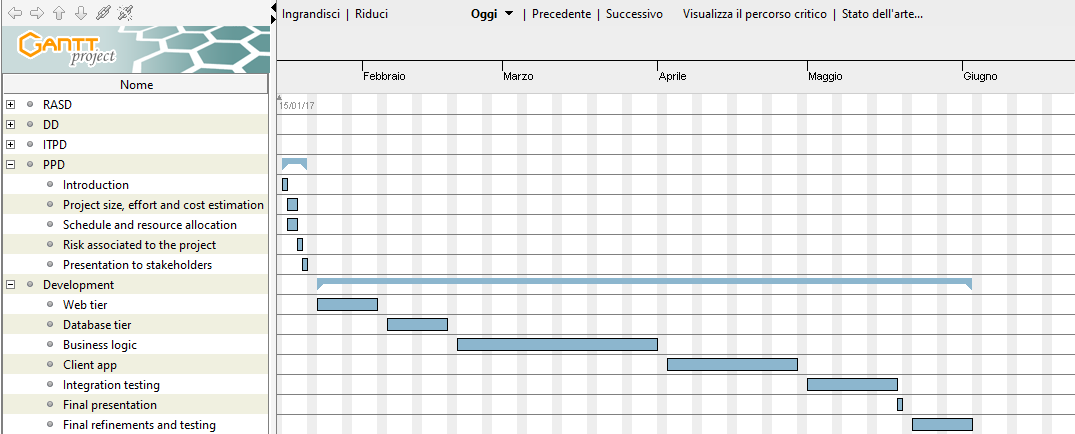 Ingrandisci | Riduci Oggi | Precedente | Successivo Visualizza il percorso critico | Stato dell'arte...
GANTT project
Febbraio Marzo Aprile Maggio Giugno
Nome
15/01/17
RASD
DD
ITPD
PPD
Introduction
Project size, effort and cost estimation
Schedule and resource allocation
Risk associated to the project
Presentation to stakeholders
Development
Web tier
Database tier
Business logic
Client app
Integration testing
Final presentation
Final refinements and testing